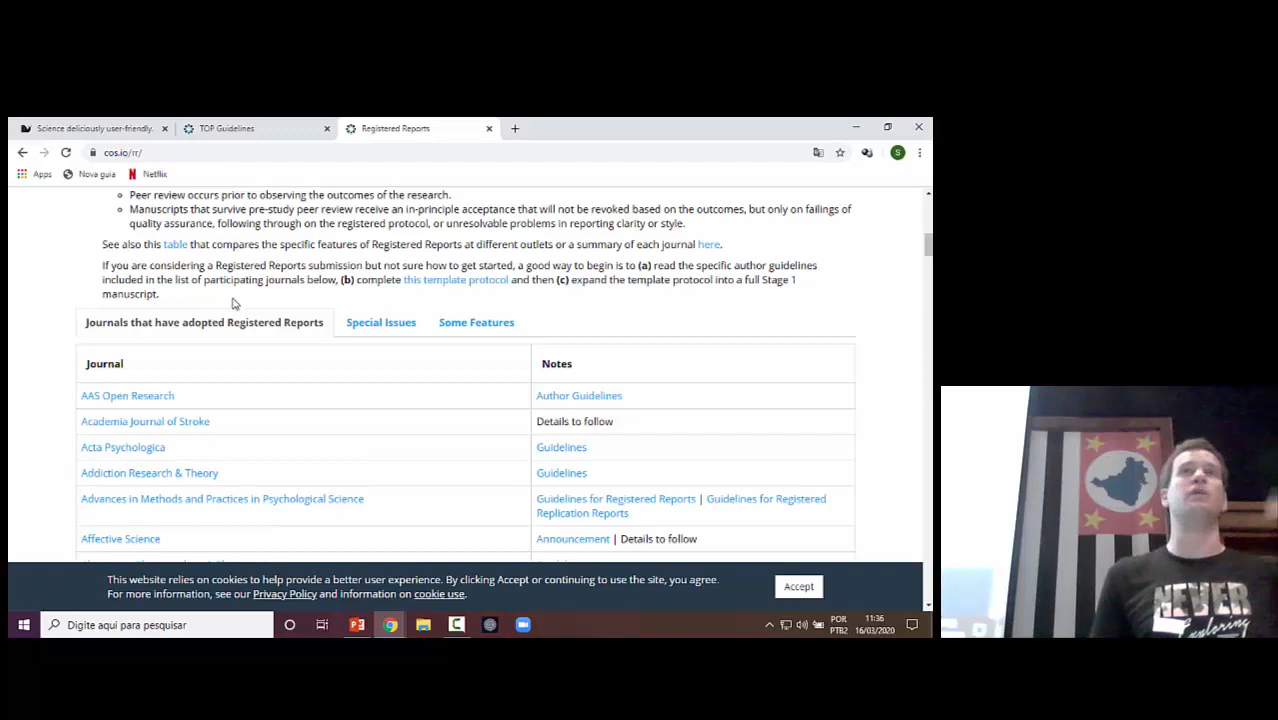 Science deliciously user-friendly.
TOP Guidelines
Registered Reports
cos.io/rr/
Apps
Nova guia
Netflix
S
Peer review occurs prior to observing the outcomes of the research.
Manuscripts that survive pre-study peer review receive an in-principle acceptance that will not be revoked based on the outcomes, but only on failings of
quality assurance, following through on the registered protocol, or unresolvable problems in reporting clarity or style.
See also this table that compares the specific features of Registered Reports at different outlets or a summary of each journal here.
If you are considering a Registered Reports submission but not sure how to get started, a good way to begin is to (a) read the specific author guidelines
included in the list of participating journals below, (b) complete this template protocol and then (c) expand the template protocol into a full Stage 1
manuscript.
Journals that have adopted Registered Reports
Special Issues
Some Features
Journal
Notes
AAS Open Research
Author Guidelines
Academia Journal of Stroke
Details to follow
Acta Psychologica
Guidelines
Addiction Research & Theory
Guidelines
Advances in Methods and Practices in Psychological Science
Guidelines for Registered Reports | Guidelines for Registered
Replication Reports
Affective Science
Announcement | Details to follow
This website relies on cookies to help provide a better user experience. By clicking Accept or continuing to use the site, you agree.
For more information, see our Privacy Policy and information on cookie use.
Accept
Digite aqui para pesquisar
POR
PTB2
11:36
16/03/2020
NEVER
Exploring